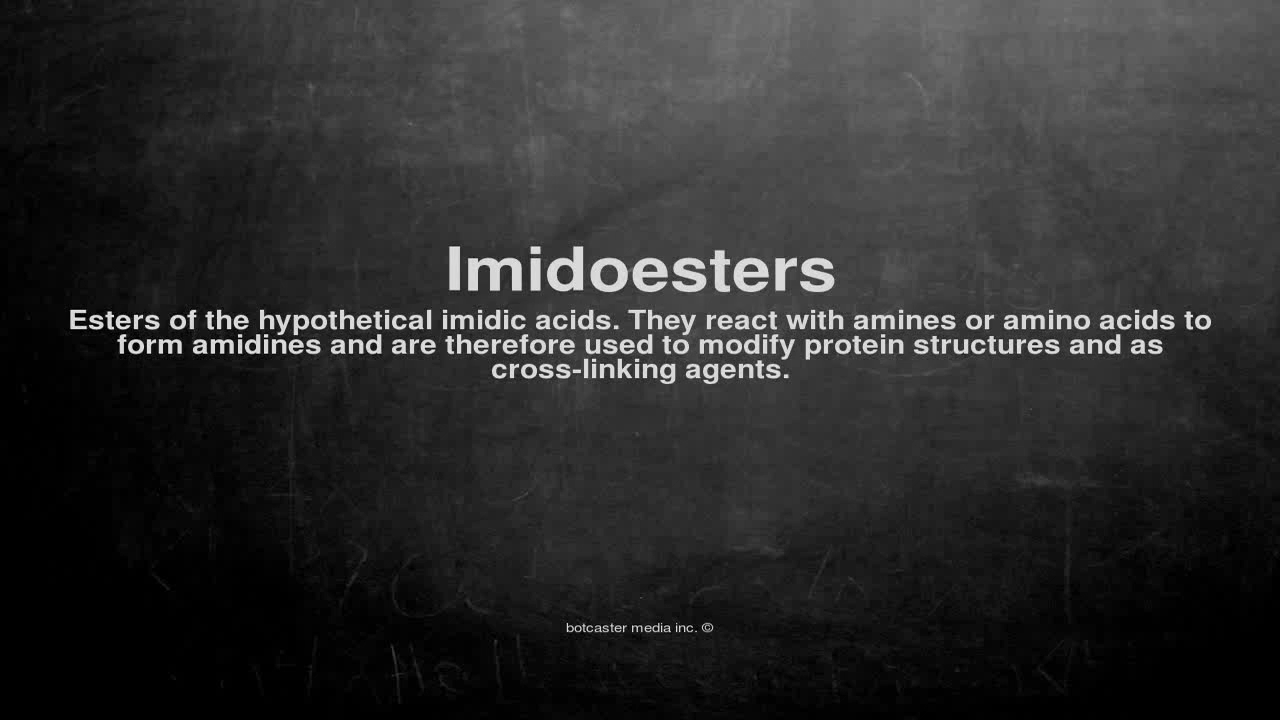 Imidoesters
Esters of the hypothetical imidic acids. They react with amines or amino acids to
form amidines and are therefore used to modify protein structures and as
cross-linking agents.
botcaster media inc. ©